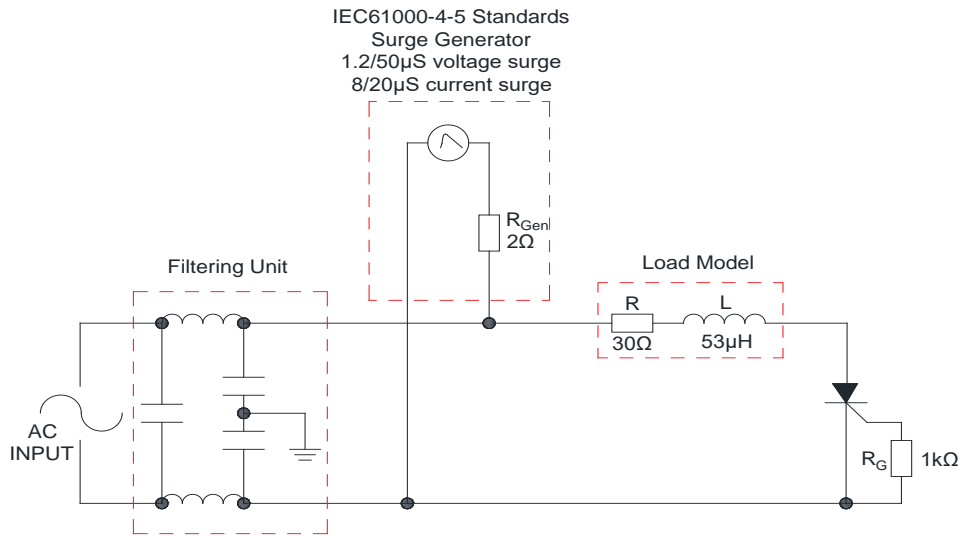 IEC61000-4-5 Standards
Surge Generator
1.2/50µS voltage surge
8/20µS current surge
RGen
2Ω
Filtering Unit
Load Model
R
L
30Ω
53µH
AC
INPUT
RG
1kΩ